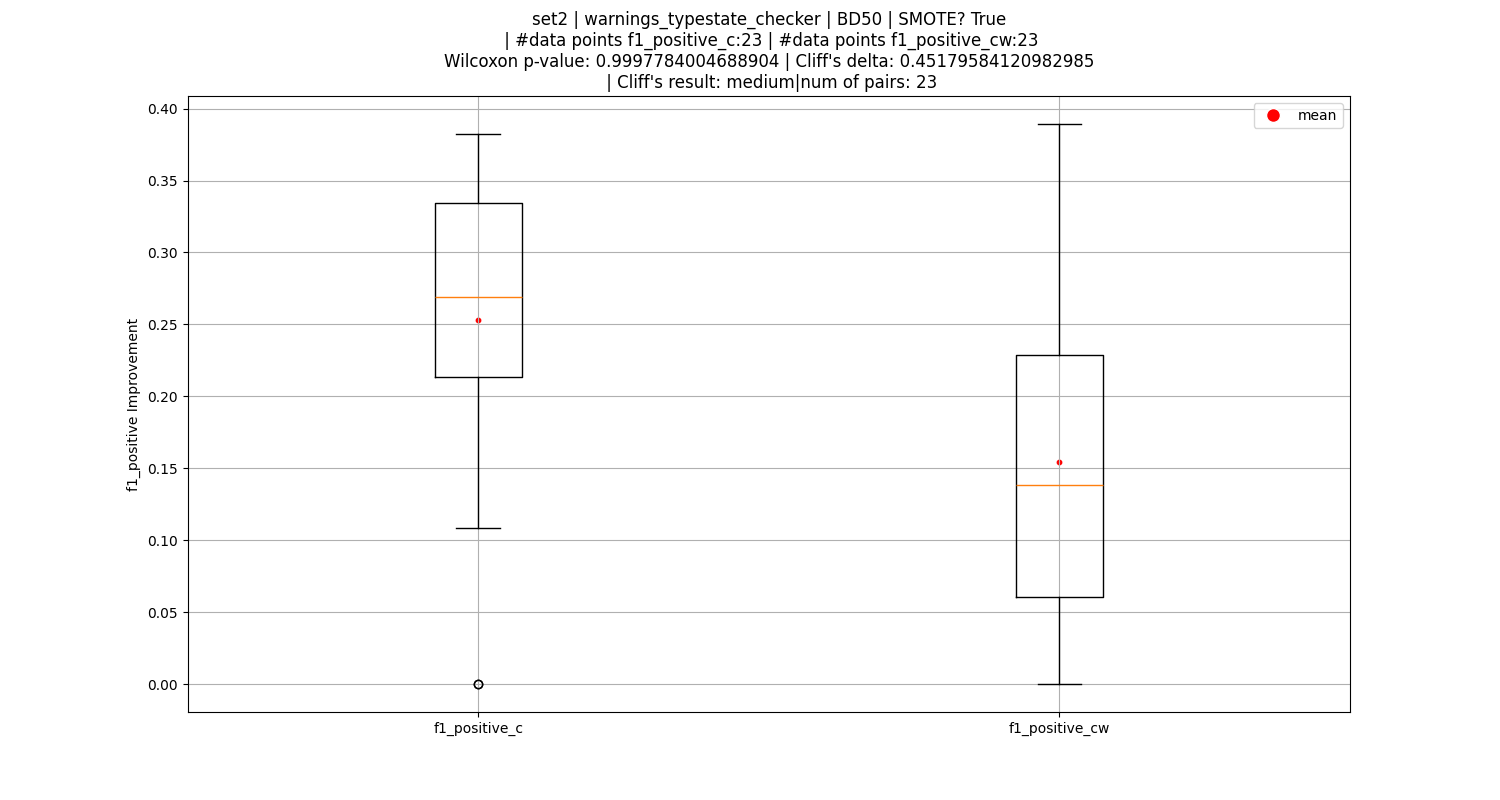 set2 | warnings_typestate_checker | BD50 | SMOTE? True
| #data points f1_positive_c:23 | #data points f1_positive_cw:23
Wilcoxon p-value: 0.9997784004688904 | Cliff's delta: 0.45179584120982985
| Cliff's result: medium|num of pairs: 23
mean
0.40
0.35
0.30
0.25
0.20
0.15
0.10
0.05
0.00
f1_positive Improvement
f1_positive_c
f1_positive_cw